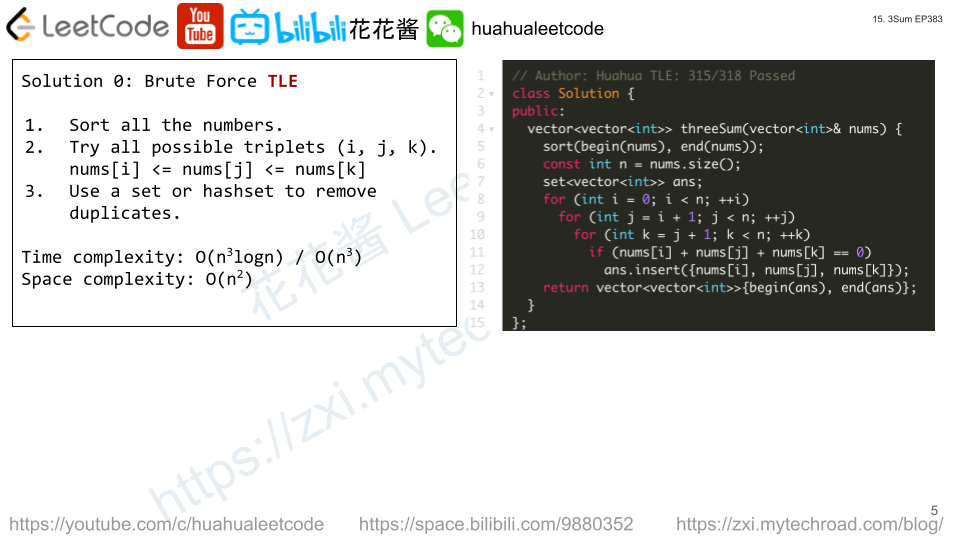 LeetCode
You
Tube
bilibili 花花酱
huahualeetcode
15. 3Sum EP383
Solution 0: Brute Force TLE
1. Sort all the numbers.
2. Try all possible triplets (i, j, k).
nums[i] <= nums[j] <= nums[k]
3. Use a set or hashset to remove
duplicates.
Time complexity: O(n³logn) / O(n³)
Space complexity: O(n²)
1 // Author: Huahua TLE: 315/318 Passed
2 class Solution {
3 public:
4 vector<vector<int>> threeSum(vector<int>& nums) {
5 sort(begin(nums), end(nums));
6 const int n = nums.size();
7 set<vector<int>> ans;
8 for (int i = 0; i < n; ++i)
9 for (int j = i + 1; j < n; ++j)
10 for (int k = j + 1; k < n; ++k)
11 if (nums[i] + nums[j] + nums[k] == 0)
12 ans.insert({nums[i], nums[j], nums[k]});
13 return vector<vector<int>>{begin(ans), end(ans)};
14 }
15 };
花花酱 Lee
https://zxi.mytec
5
https://youtube.com/c/huahualeetcode
https://space.bilibili.com/9880352
https://zxi.mytechroad.com/blog/